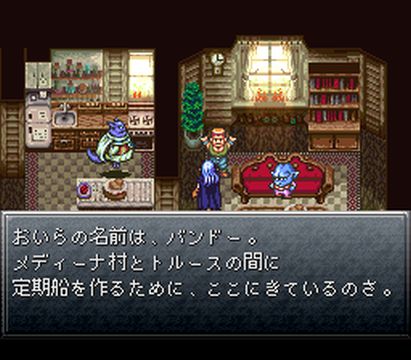 おいらの名前は、バンドー。
メディーナ村とトルースの間に
定期船を作るために、ここにきているのさ。